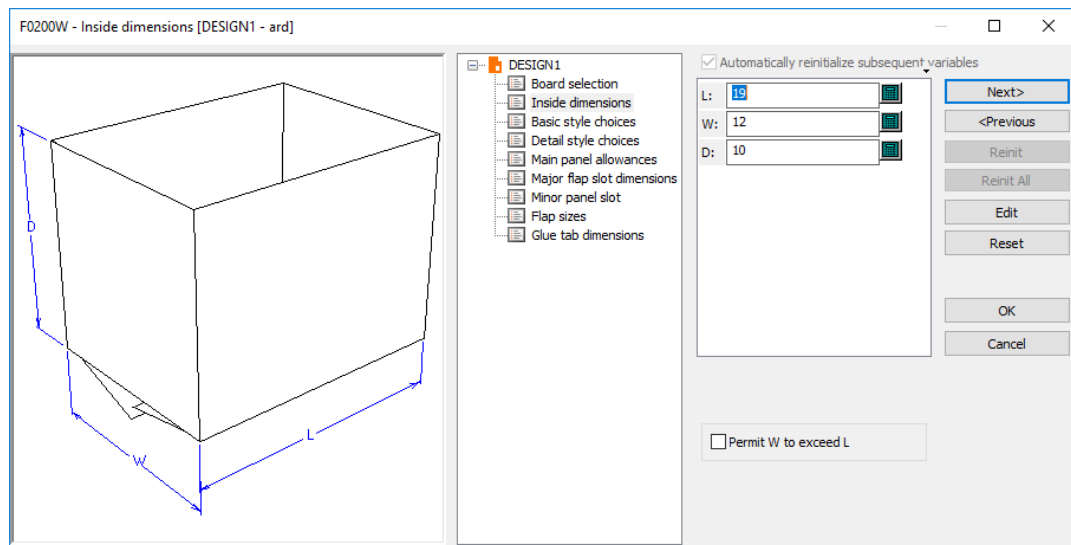 F0200W - Inside dimensions [DESIGN1 - ard]
D
W
L
DESIGN1
Board selection
Inside dimensions
Basic style choices
Detail style choices
Main panel allowances
Major flap slot dimensions
Minor panel slot
Flap sizes
Glue tab dimensions
Automatically reinitialize subsequent variables
L: 19
W: 12
D: 10
Permit W to exceed L
Next>
<Previous
Reinit
Reinit All
Edit
Reset
OK
Cancel